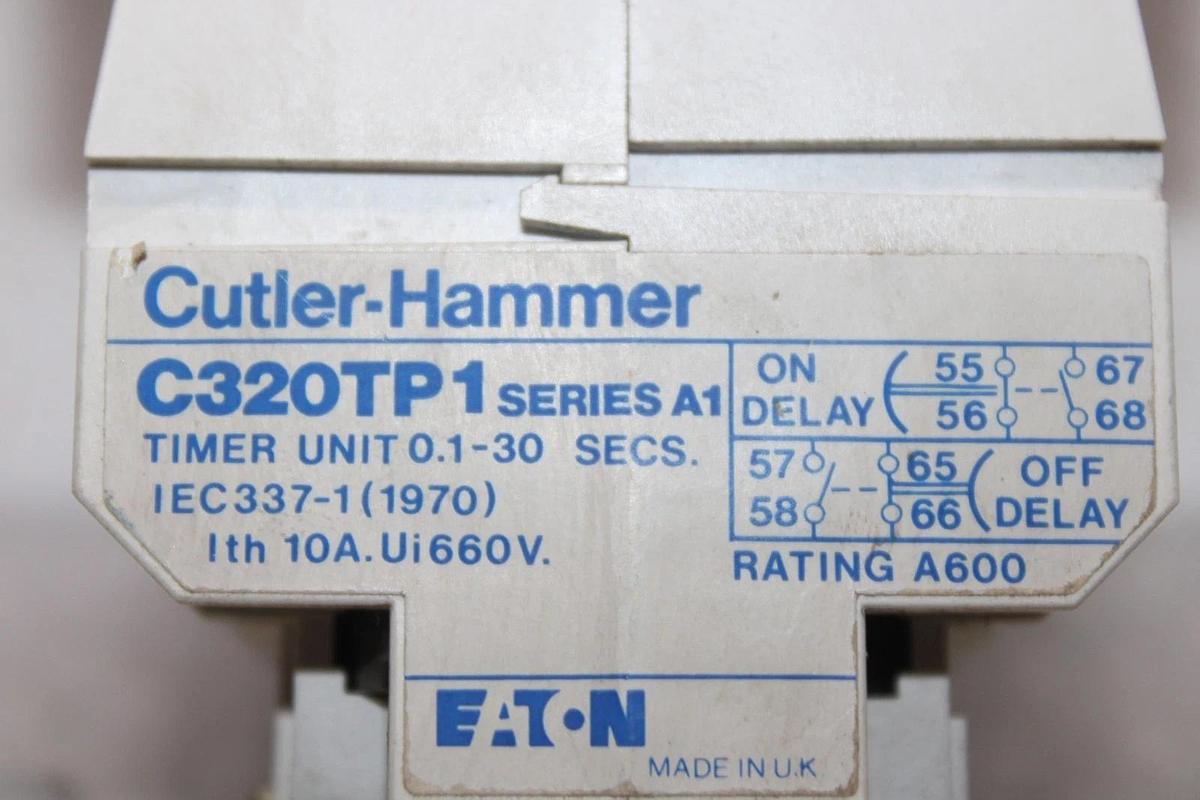 Cutler-Hammer
C320TP1 SERIES A1
TIMER UNIT 0.1-30 SECS.
IEC337-1 (1970)
Ith 10A. Ui660V.
ON DELAY
55
56
67
68
57
58
65
66
OFF DELAY
RATING A600
EATON
MADE IN U.K